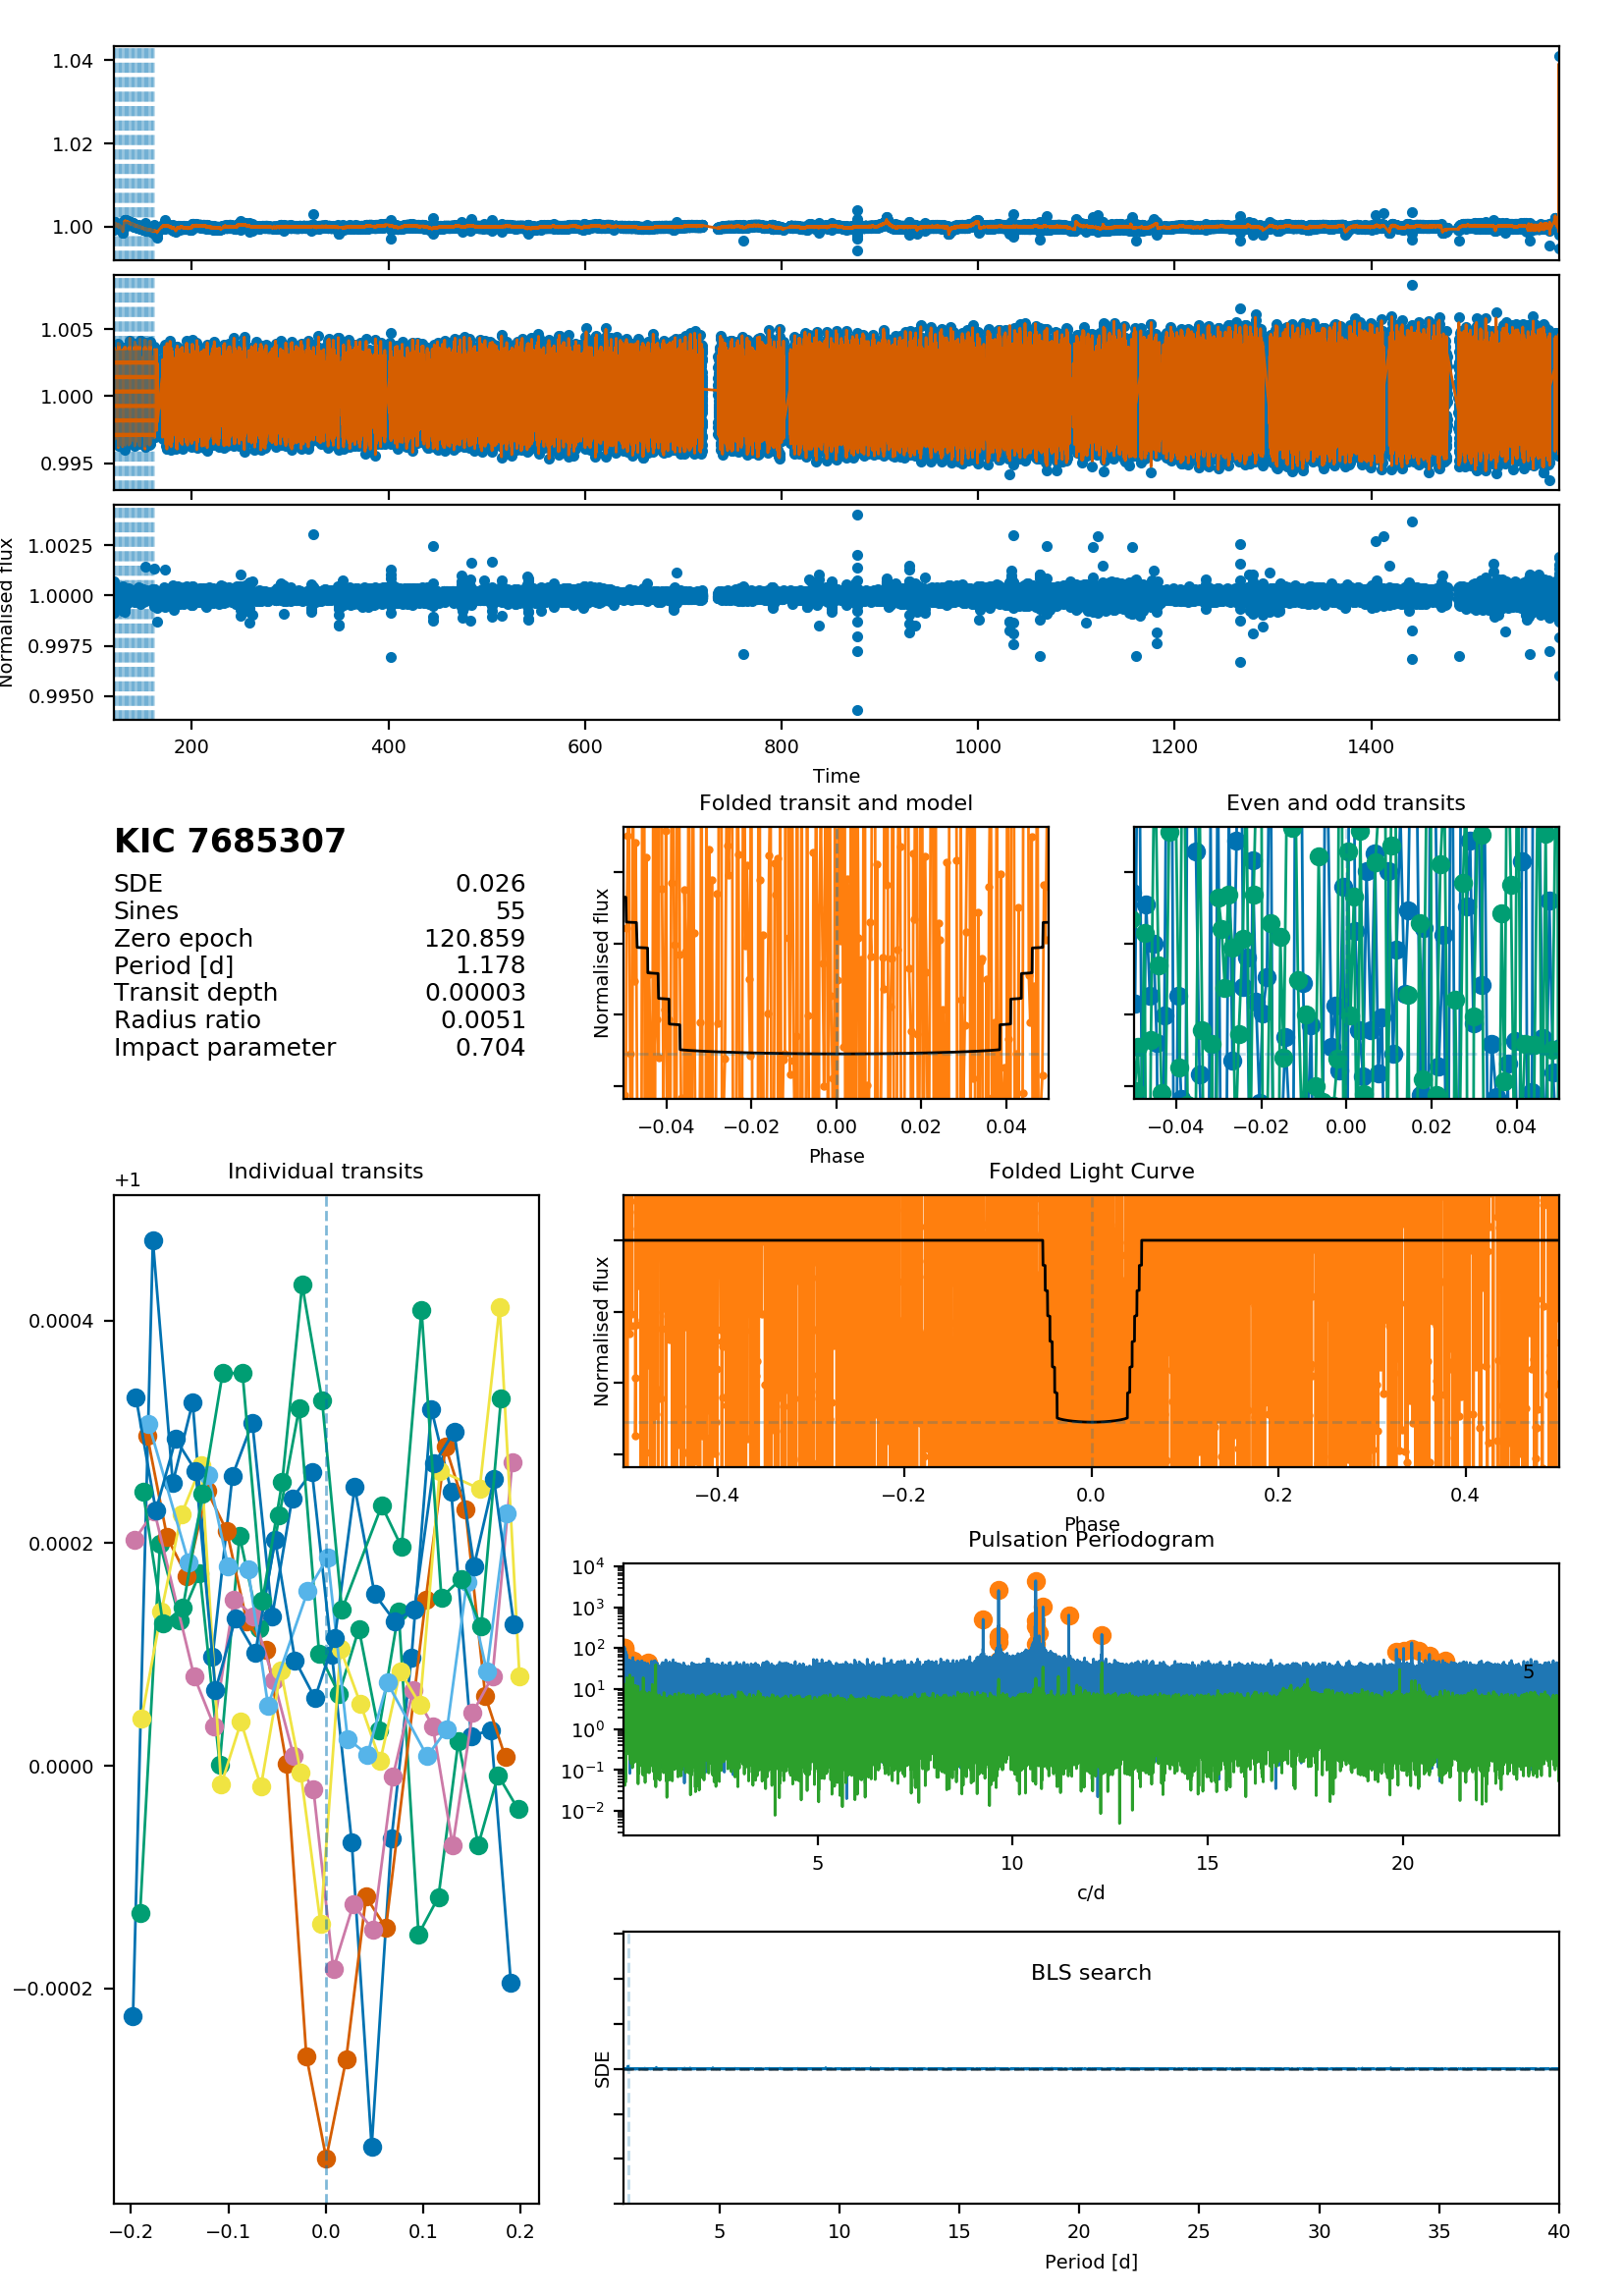 1.04
1.02
1.00
1.005
1.000
0.995
Normalised flux
1.0025
1.0000
0.9975
0.9950
200 400 600 800 1000 1200 1400
Time
KIC 7685307
SDE 0.026
Sines 55
Zero epoch 120.859
Period [d] 1.178
Transit depth 0.00003
Radius ratio 0.0051
Impact parameter 0.704
Folded transit and model
Normalised flux
−0.04 −0.02 0.00 0.02 0.04
Phase
Even and odd transits
−0.04 −0.02 0.00 0.02 0.04
Individual transits
+1
0.0004
0.0002
0.0000
−0.0002
−0.2 −0.1 0.0 0.1 0.2
Folded Light Curve
Normalised flux
−0.4 −0.2 0.0 0.2 0.4
Phase
Pulsation Periodogram
10⁴
10³
10²
10¹
10⁰
10⁻¹
10⁻²
5
5 10 15 20
c/d
BLS search
SDE
5 10 15 20 25 30 35 40
Period [d]